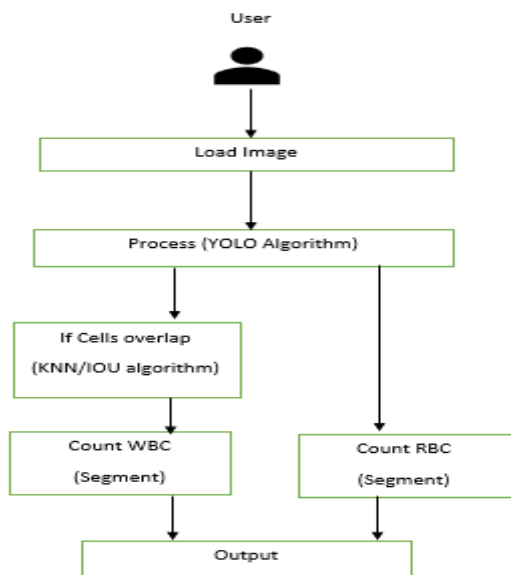 User
Load Image
Process (YOLO Algorithm)
If Cells overlap
(KNN/IOU algorithm)
Count WBC
(Segment)
Count RBC
(Segment)
Output